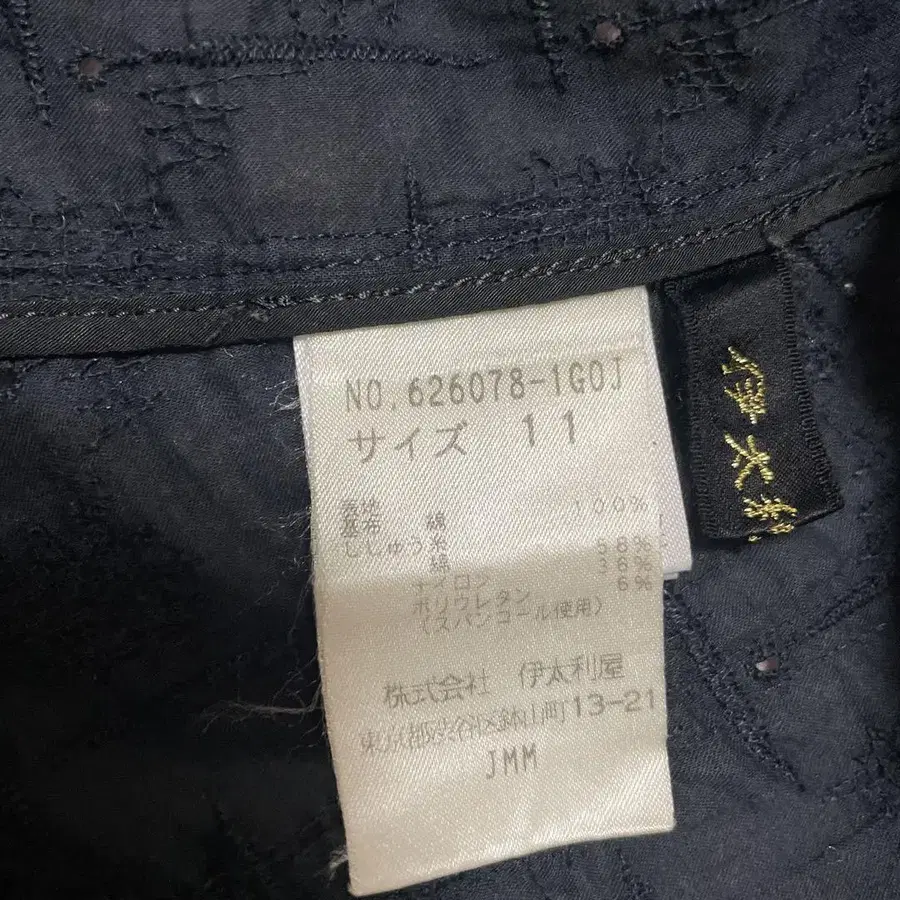 NO.626078-1G0J
サイズ 11
表地
基布 綿 100%
ししゅう糸
綿 58%
ナイロン 36%
ポリウレタン 6%
(スパンコール使用)
株式会社 伊太利屋
東京都渋谷区鉢山町13-21
JMM
伊太利